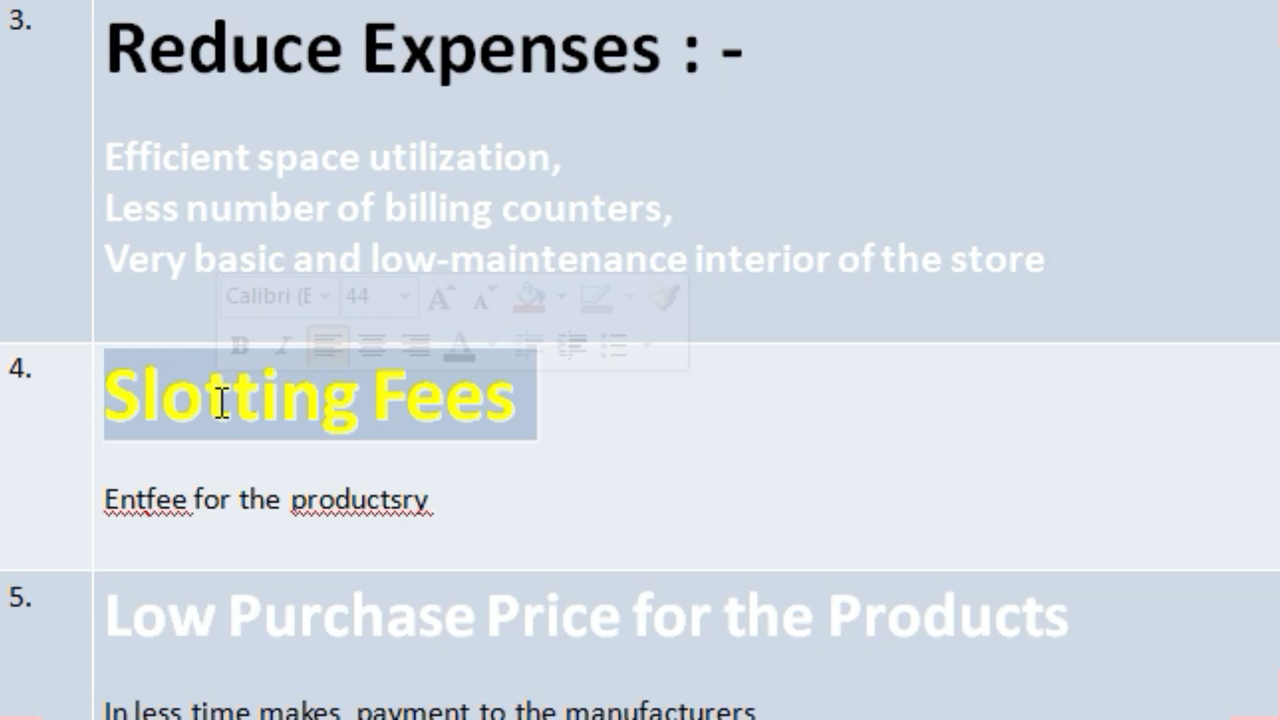 3.
Reduce Expenses : -
Efficient space utilization,
Less number of billing counters,
Very basic and low-maintenance interior of the store
Calibri (E 44 A A
B I A
4.
Slotting Fees
Entfee for the productsry
5.
Low Purchase Price for the Products
In less time makes payment to the manufacturers